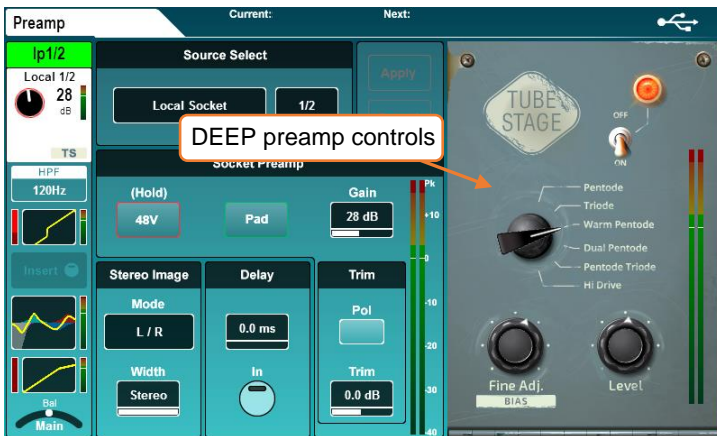 Preamp
Current:
Next:
Ip1/2
Local 1/2
28
dB
TS
HPF
120Hz
Insert
Bal
Main
Source Select
Local Socket
1/2
Apply
DEEP preamp controls
Socket Preamp
(Hold)
48V
Pad
Gain
28 dB
Stereo Image
Mode
L / R
Width
Stereo
Delay
0.0 ms
In
Trim
Pol
Trim
0.0 dB
Pk
+10
0
-10
-20
-30
-40
TUBE
STAGE
OFF
ON
Pentode
Triode
Warm Pentode
Dual Pentode
Pentode Triode
Hi Drive
Fine Adj.
BIAS
Level